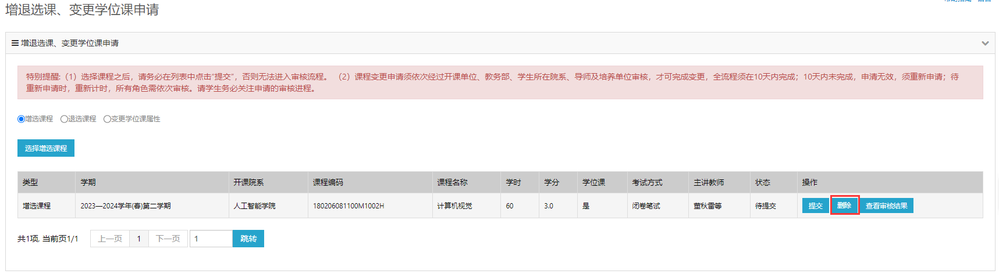 增退选课、变更学位课申请
增退选课、变更学位课申请
特别提醒:（1）选择课程之后，请务必在列表中点击“提交”，否则无法进入审核流程。 （2）课程变更申请须依次经过开课单位、教务部、学生所在院系、导师及培养单位审核，才可完成变更，全流程须在10天内完成；10天内未完成，申请无效，须重新申请；待
重新申请时，重新计时，所有角色需依次审核。请学生务必关注申请的审核进程。
增选课程 退选课程 变更学位课属性
选择增选课程
类型 学期 开课院系 课程编码 课程名称 学时 学分 学位课 考试方式 主讲教师 状态 操作
增选课程 2023—2024学年(春)第二学期 人工智能学院 180206081100M1002H 计算机视觉 60 3.0 是 闭卷笔试 董秋雷等 待提交 提交 删除 查看审核结果
共1项, 当前页1/1 上一页 1 下一页 1 跳转